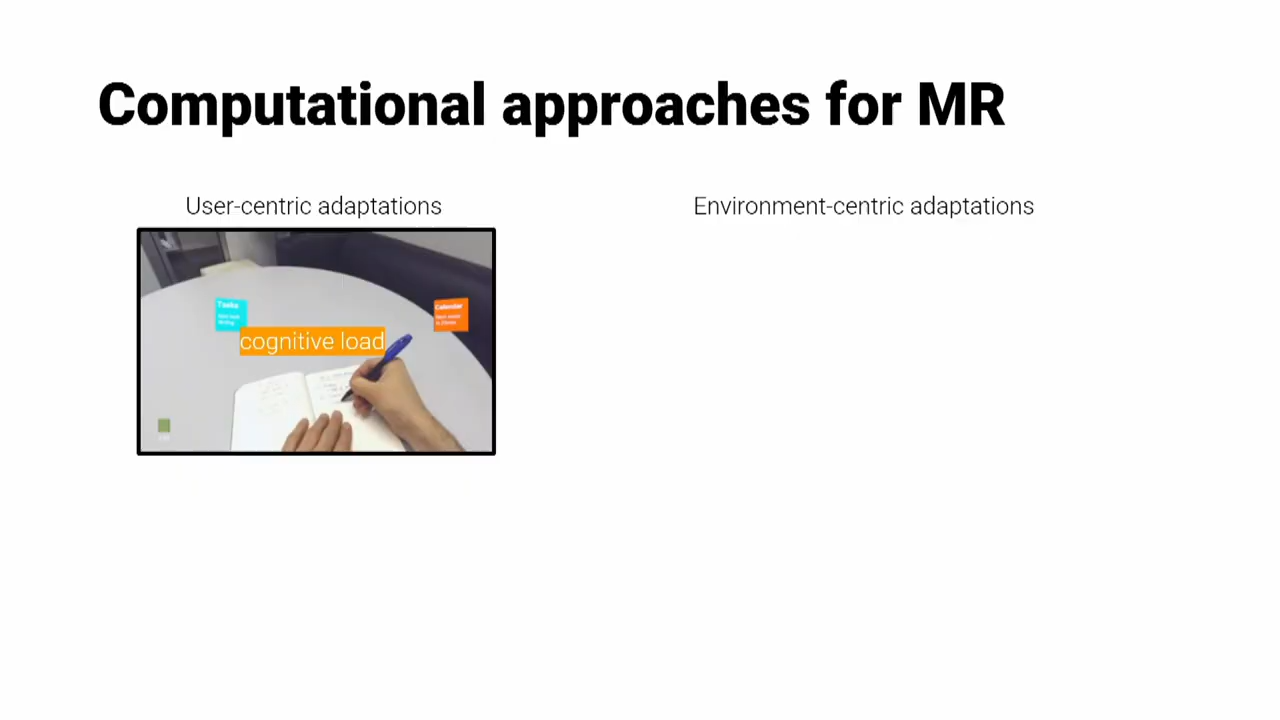 Computational approaches for MR
User-centric adaptations
Environment-centric adaptations
Tasks
Calendar
cognitive load